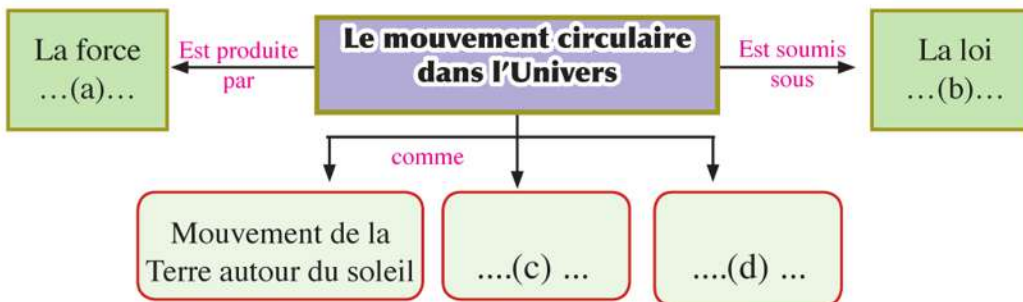 Le mouvement circulaire
dans l'Univers
La force
…(a)…
Est produite
par
Est soumis
sous
La loi
…(b)…
comme
Mouvement de la
Terre autour du soleil
....(c) ...
....(d) ...